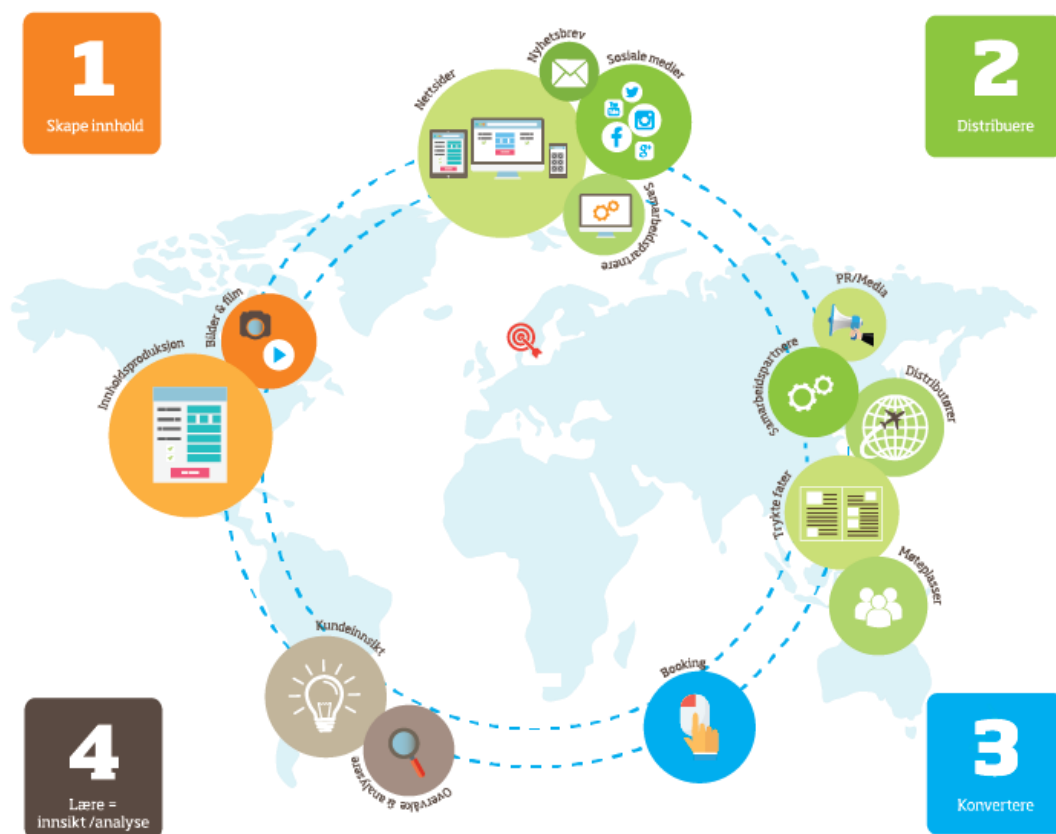 1
Skape innhold
2
Distribuere
Nyhetsbrev
Sosiale medier
Nettsider
Samarbeidspartnere
PR/Media
Bilder & film
Innholdsproduksjon
Samarbeidspartnere
Distributører
Trykte fater
Møteplasser
Kundeinnsikt
Booking
Overvåke & analysere
4
Lære =
innsikt /analyse
3
Konvertere